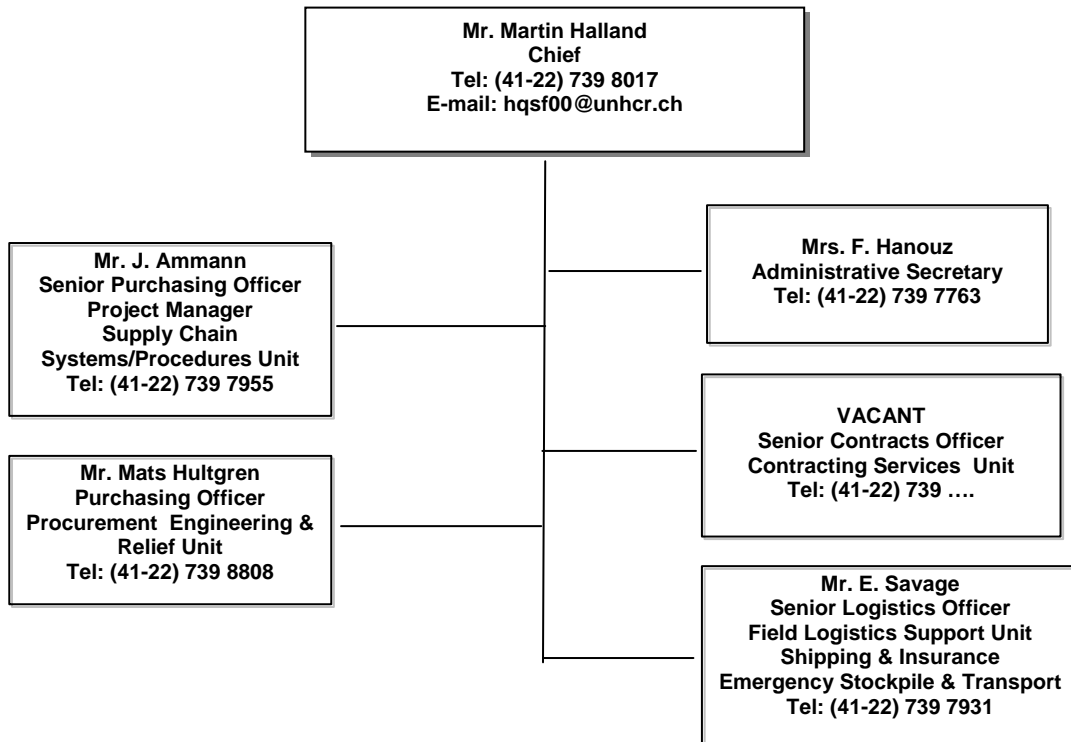 Mr. Martin Halland
Chief
Tel: (41-22) 739 8017
E-mail: hqsf00@unhcr.ch
Mr. J. Ammann
Senior Purchasing Officer
Project Manager
Supply Chain
Systems/Procedures Unit
Tel: (41-22) 739 7955
Mrs. F. Hanouz
Administrative Secretary
Tel: (41-22) 739 7763
VACANT
Senior Contracts Officer
Contracting Services Unit
Tel: (41-22) 739 ....
Mr. Mats Hultgren
Purchasing Officer
Procurement Engineering &
Relief Unit
Tel: (41-22) 739 8808
Mr. E. Savage
Senior Logistics Officer
Field Logistics Support Unit
Shipping & Insurance
Emergency Stockpile & Transport
Tel: (41-22) 739 7931